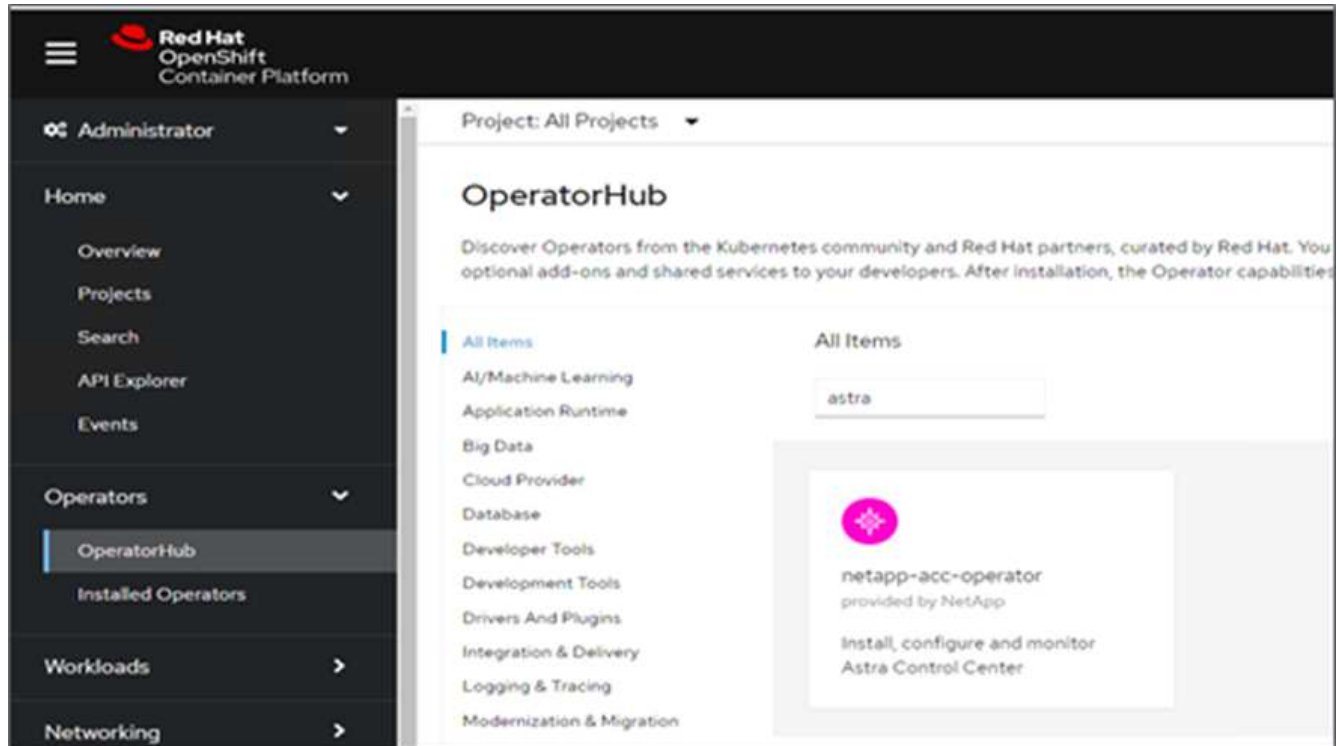 Red Hat
OpenShift
Container Platform
Administrator
Home
Overview
Projects
Search
API Explorer
Events
Operators
OperatorHub
Installed Operators
Workloads
Networking
Project: All Projects
OperatorHub
Discover Operators from the Kubernetes community and Red Hat partners, curated by Red Hat. You
optional add-ons and shared services to your developers. After installation, the Operator capabilities
All Items
AI/Machine Learning
Application Runtime
Big Data
Cloud Provider
Database
Developer Tools
Development Tools
Drivers And Plugins
Integration & Delivery
Logging & Tracing
Modernization & Migration
All Items
astra
netapp-acc-operator
provided by NetApp
Install, configure and monitor
Astra Control Center